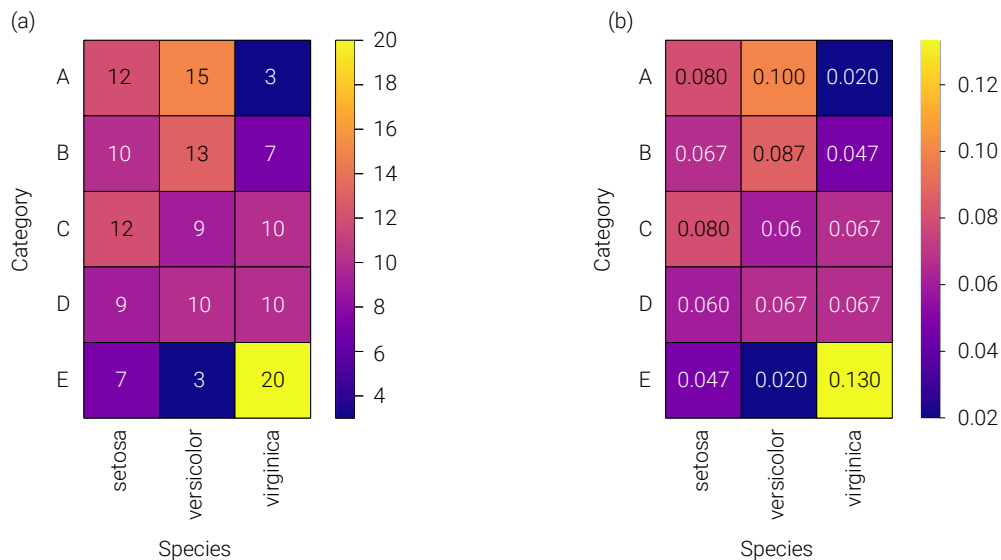 (a)
20
A 12 15 3
18
16
B 10 13 7
14
12
Category
C 12 9 10
10
D 9 10 10
8
6
E 7 3 20
4
setosa
versicolor
virginica
Species
(b)
A 0.080 0.100 0.020
0.12
B 0.067 0.087 0.047
0.10
Category
C 0.080 0.06 0.067
0.08
0.06
D 0.060 0.067 0.067
0.04
E 0.047 0.020 0.130
0.02
setosa
versicolor
virginica
Species